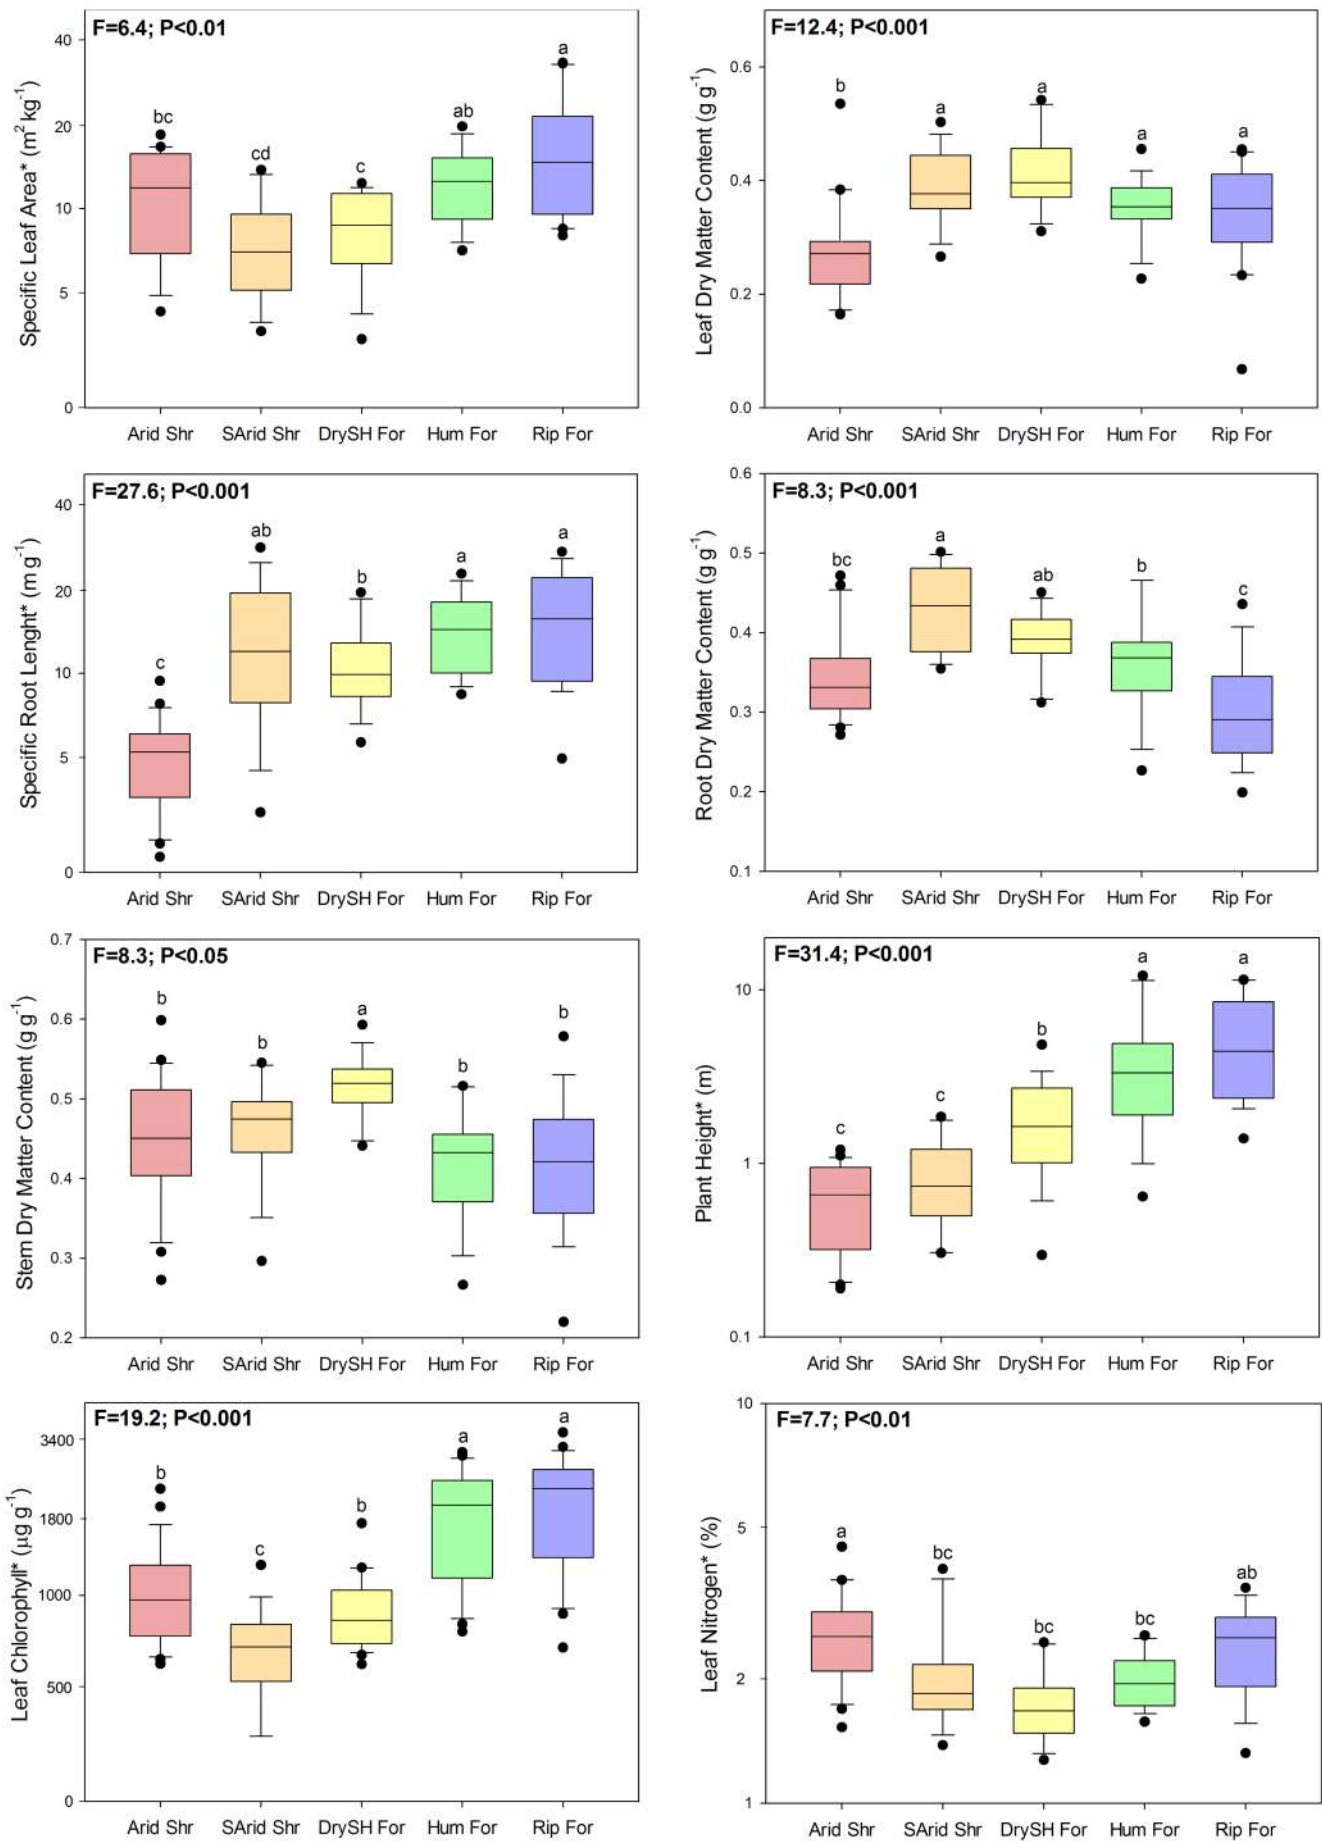 F=6.4; P<0.01
Specific Leaf Area* (m² kg⁻¹)
40
20
10
5
0
bc
cd
c
ab
a
Arid Shr SArid Shr DrySH For Hum For Rip For
F=12.4; P<0.001
Leaf Dry Matter Content (g g⁻¹)
0.6
0.4
0.2
0.0
b
a
a
a
a
Arid Shr SArid Shr DrySH For Hum For Rip For
F=27.6; P<0.001
Specific Root Lenght* (m g⁻¹)
40
20
10
5
0
c
ab
b
a
a
Arid Shr SArid Shr DrySH For Hum For Rip For
F=8.3; P<0.001
Root Dry Matter Content (g g⁻¹)
0.6
0.5
0.4
0.3
0.2
0.1
bc
a
ab
b
c
Arid Shr SArid Shr DrySH For Hum For Rip For
F=8.3; P<0.05
Stem Dry Matter Content (g g⁻¹)
0.7
0.6
0.5
0.4
0.3
0.2
b
b
a
b
b
Arid Shr SArid Shr DrySH For Hum For Rip For
F=31.4; P<0.001
Plant Height* (m)
10
1
0.1
c
c
b
a
a
Arid Shr SArid Shr DrySH For Hum For Rip For
F=19.2; P<0.001
Leaf Chlorophyll* (µg g⁻¹)
3400
1800
1000
500
0
b
c
b
a
a
Arid Shr SArid Shr DrySH For Hum For Rip For
F=7.7; P<0.01
Leaf Nitrogen* (%)
10
5
2
1
a
bc
bc
bc
ab
Arid Shr SArid Shr DrySH For Hum For Rip For